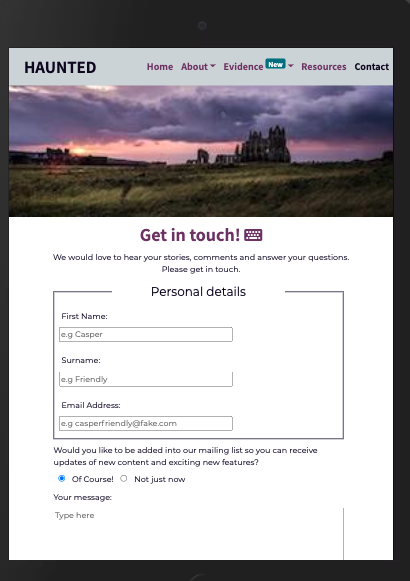 HAUNTED
Home About Evidence New Resources Contact
Get in touch!
We would love to hear your stories, comments and answer your questions.
Please get in touch.
Personal details
First Name:
e.g Casper
Surname:
e.g Friendly
Email Address:
e.g casperfriendly@fake.com
Would you like to be added into our mailing list so you can receive
updates of new content and exciting new features?
Of Course! Not just now
Your message:
Type here